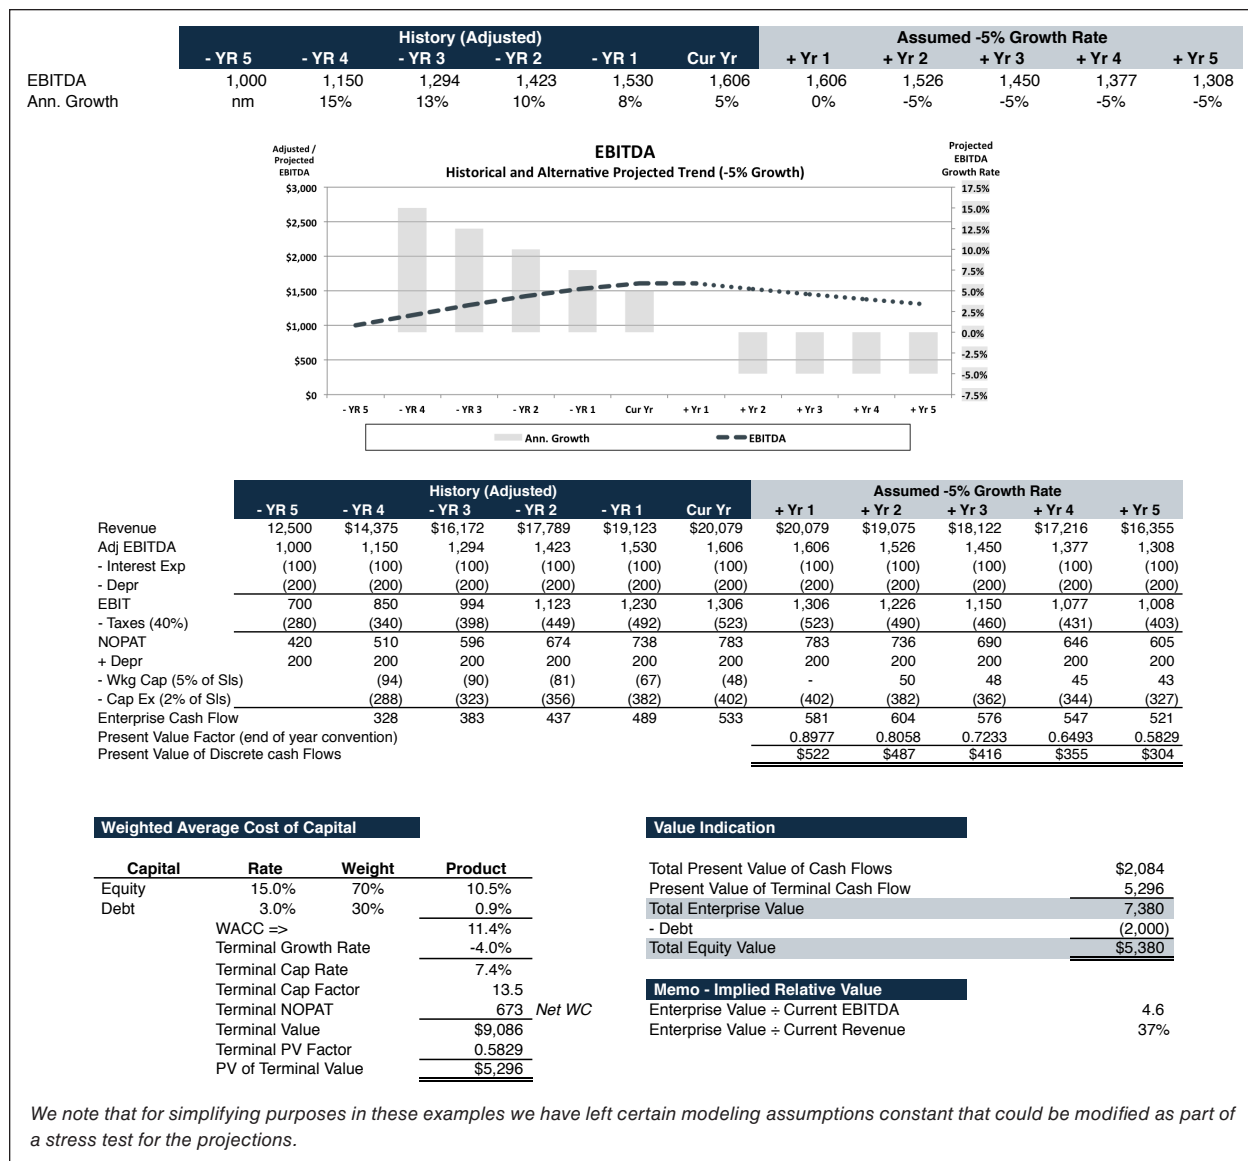 History (Adjusted) Assumed -5% Growth Rate
- YR 5 - YR 4 - YR 3 - YR 2 - YR 1 Cur Yr + Yr 1 + Yr 2 + Yr 3 + Yr 4 + Yr 5
EBITDA 1,000 1,150 1,294 1,423 1,530 1,606 1,606 1,526 1,450 1,377 1,308
Ann. Growth nm 15% 13% 10% 8% 5% 0% -5% -5% -5% -5%
Adjusted /
Projected
EBITDA
EBITDA
Historical and Alternative Projected Trend (-5% Growth)
Projected
EBITDA
Growth Rate
$3,000
$2,500
$2,000
$1,500
$1,000
$500
$0
17.5%
15.0%
12.5%
10.0%
7.5%
5.0%
2.5%
0.0%
-2.5%
-5.0%
-7.5%
- YR 5 - YR 4 - YR 3 - YR 2 - YR 1 Cur Yr + Yr 1 + Yr 2 + Yr 3 + Yr 4 + Yr 5
Ann. Growth EBITDA
History (Adjusted) Assumed -5% Growth Rate
- YR 5 - YR 4 - YR 3 - YR 2 - YR 1 Cur Yr + Yr 1 + Yr 2 + Yr 3 + Yr 4 + Yr 5
Revenue 12,500 $14,375 $16,172 $17,789 $19,123 $20,079 $20,079 $19,075 $18,122 $17,216 $16,355
Adj EBITDA 1,000 1,150 1,294 1,423 1,530 1,606 1,606 1,526 1,450 1,377 1,308
- Interest Exp (100) (100) (100) (100) (100) (100) (100) (100) (100) (100) (100)
- Depr (200) (200) (200) (200) (200) (200) (200) (200) (200) (200) (200)
EBIT 700 850 994 1,123 1,230 1,306 1,306 1,226 1,150 1,077 1,008
- Taxes (40%) (280) (340) (398) (449) (492) (523) (523) (490) (460) (431) (403)
NOPAT 420 510 596 674 738 783 783 736 690 646 605
+ Depr 200 200 200 200 200 200 200 200 200 200 200
- Wkg Cap (5% of Sls) (94) (90) (81) (67) (48) - 50 48 45 43
- Cap Ex (2% of Sls) (288) (323) (356) (382) (402) (402) (382) (362) (344) (327)
Enterprise Cash Flow 328 383 437 489 533 581 604 576 547 521
Present Value Factor (end of year convention) 0.8977 0.8058 0.7233 0.6493 0.5829
Present Value of Discrete cash Flows $522 $487 $416 $355 $304
Weighted Average Cost of Capital
Capital Rate Weight Product
Equity 15.0% 70% 10.5%
Debt 3.0% 30% 0.9%
WACC => 11.4%
Terminal Growth Rate -4.0%
Terminal Cap Rate 7.4%
Terminal Cap Factor 13.5
Terminal NOPAT 673 Net WC
Terminal Value $9,086
Terminal PV Factor 0.5829
PV of Terminal Value $5,296
Value Indication
Total Present Value of Cash Flows $2,084
Present Value of Terminal Cash Flow 5,296
Total Enterprise Value 7,380
- Debt (2,000)
Total Equity Value $5,380
Memo - Implied Relative Value
Enterprise Value ÷ Current EBITDA 4.6
Enterprise Value ÷ Current Revenue 37%
We note that for simplifying purposes in these examples we have left certain modeling assumptions constant that could be modified as part of
a stress test for the projections.